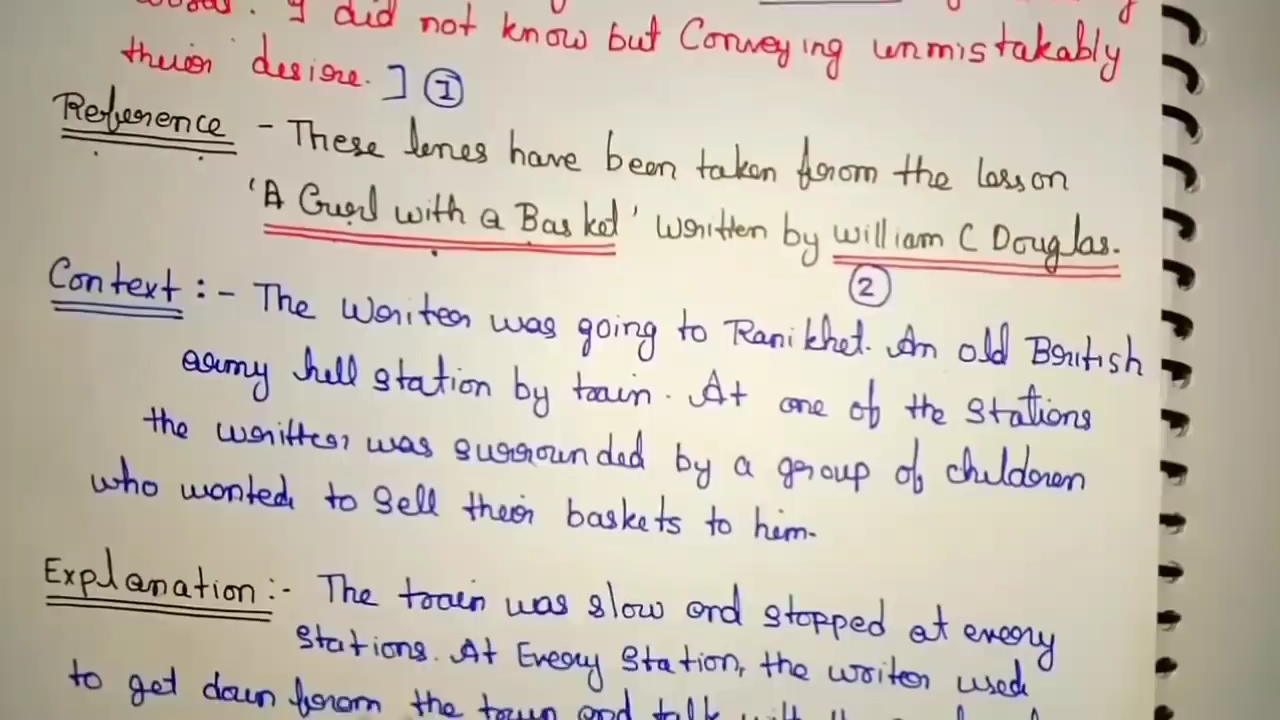 I did not know but Conveying unmistakably
their desire. ] ①
Reference - These lines have been taken from the lesson
'A Girl with a Basket' written by William C Douglas.
②
Context :- The writer was going to Ranikhet. An old British
army hill station by train. At one of the stations
the writter was surrounded by a group of children
who wanted to sell their baskets to him.
Explanation :- The train was slow and stopped at every
stations. At Every station, the writer used
to get down from the train and talk with the